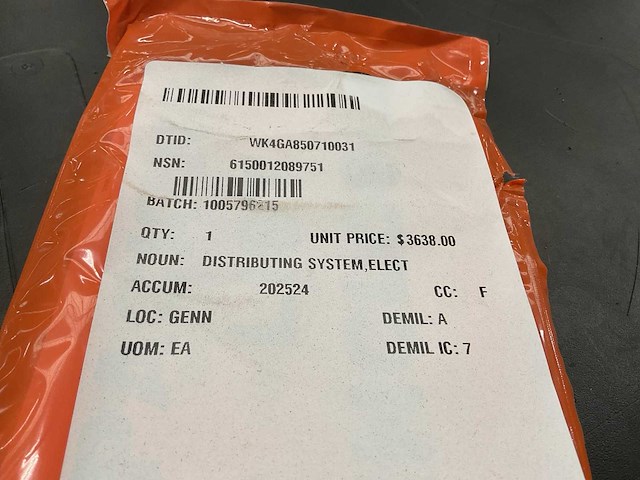 DTID: WK4GA850710031
NSN: 6150012089751
BATCH: 1005796215
QTY: 1 UNIT PRICE: $3638.00
NOUN: DISTRIBUTING SYSTEM,ELECT
ACCUM: 202524 CC: F
LOC: GENN DEMIL: A
UOM: EA DEMIL IC: 7